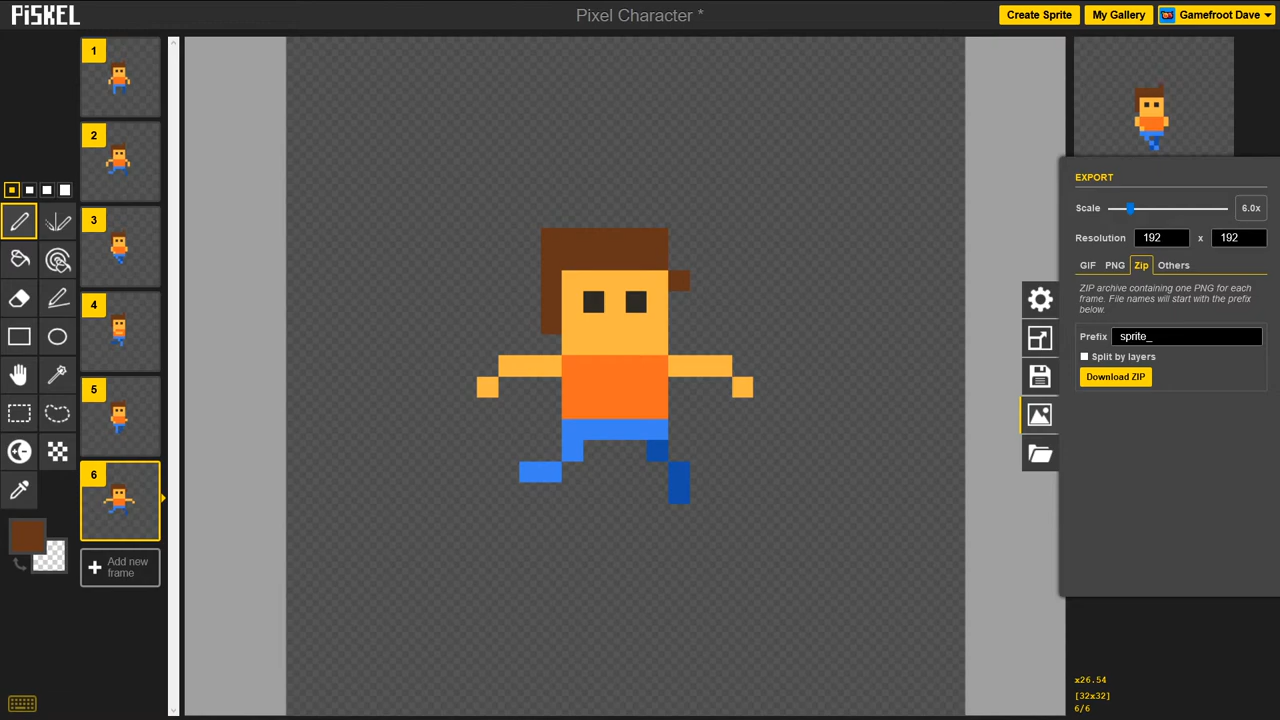 PiSKEL
Pixel Character *
Create Sprite
My Gallery
Gamefroot Dave
1
2
3
4
5
6
Add new
frame
EXPORT
Scale
6.0x
Resolution 192 x 192
GIF PNG Zip Others
ZIP archive containing one PNG for each
frame. File names will start with the prefix
below.
Prefix sprite_
Split by layers
Download ZIP
x26.54
[32x32]
6/6